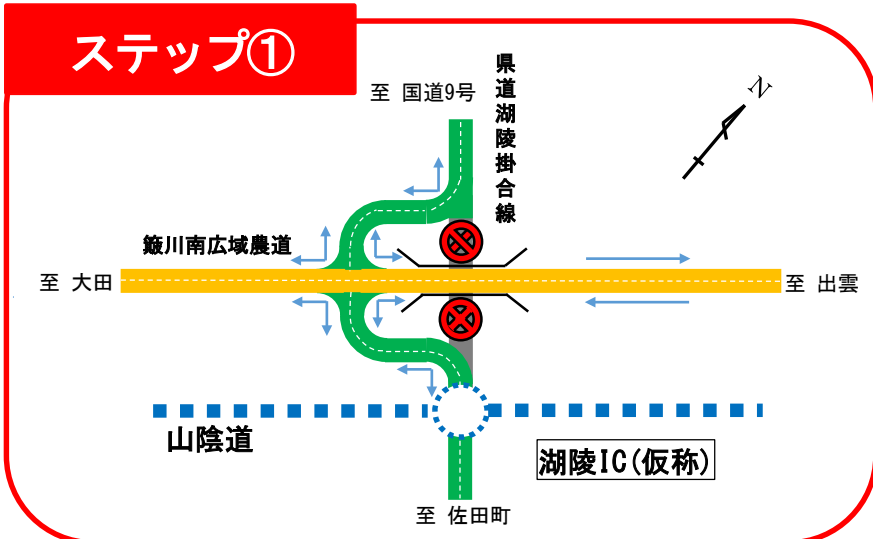 ステップ①
至 国道9号
県道湖陵掛合線
N
簸川南広域農道
至 大田
至 出雲
山陰道
湖陵IC(仮称)
至 佐田町